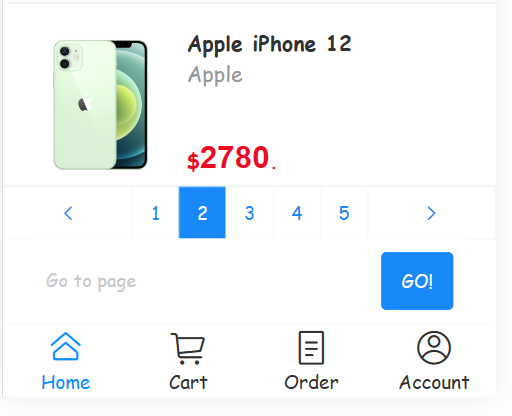 Apple iPhone 12
Apple
$2780.
1 2 3 4 5
Go to page GO!
Home Cart Order Account